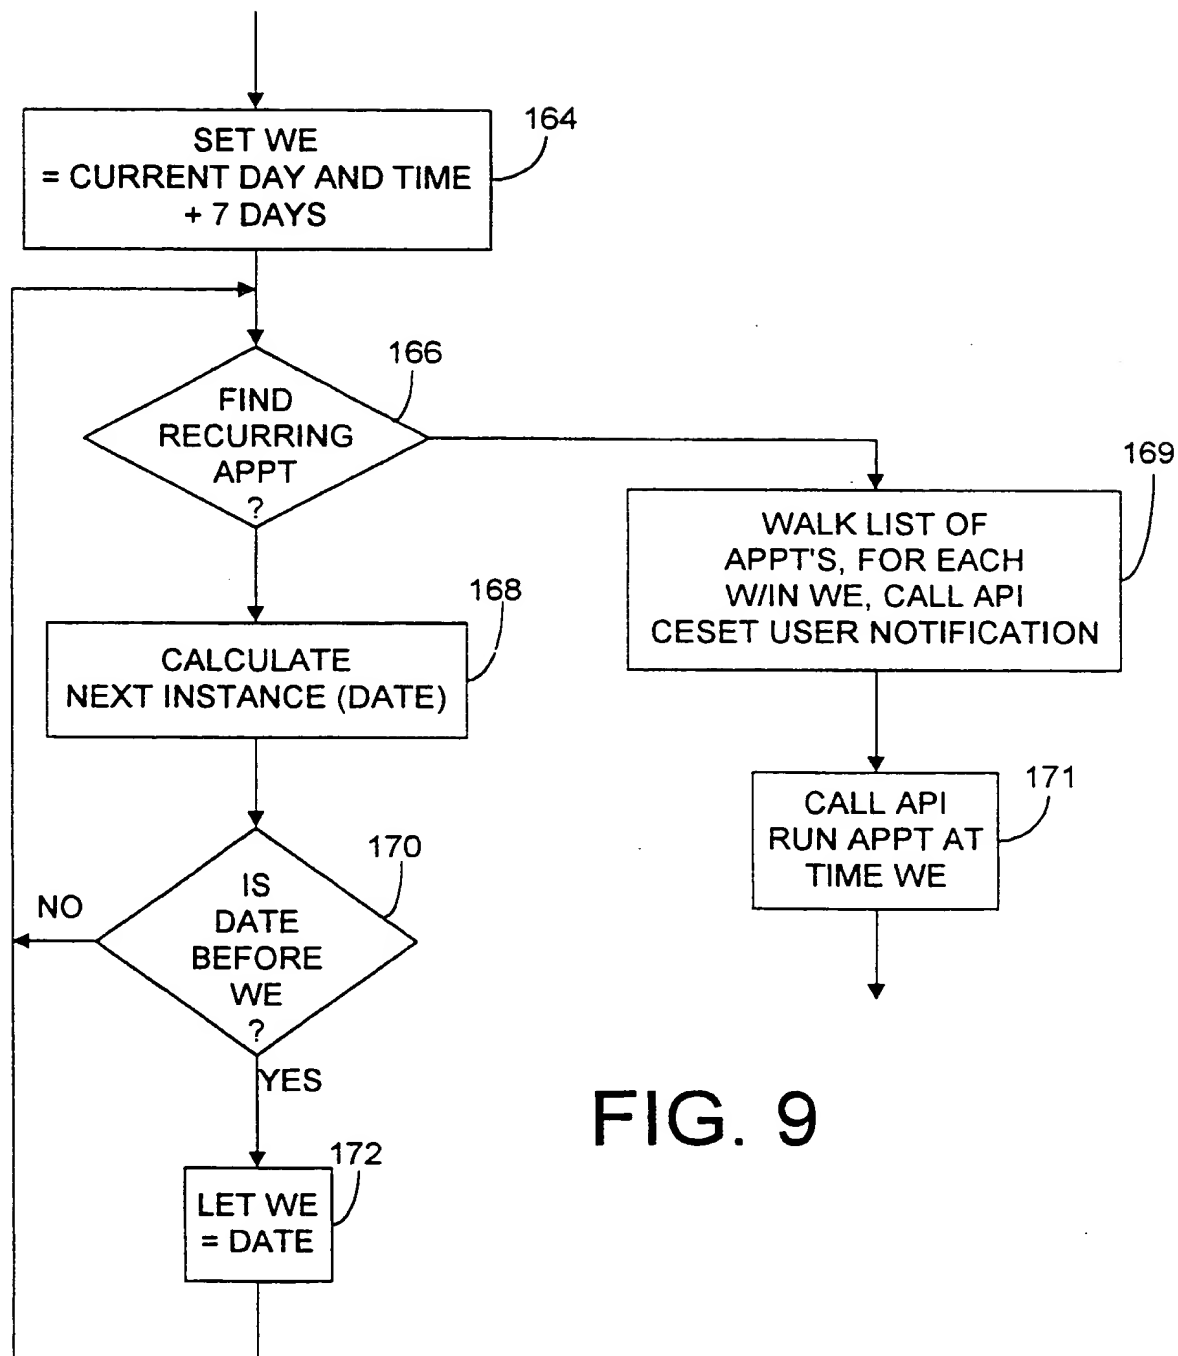 164
SET WE
= CURRENT DAY AND TIME
+ 7 DAYS
166
FIND
RECURRING
APPT
?
169
WALK LIST OF
APPT'S, FOR EACH
W/IN WE, CALL API
CESET USER NOTIFICATION
168
CALCULATE
NEXT INSTANCE (DATE)
171
CALL API
RUN APPT AT
TIME WE
170
NO
IS
DATE
BEFORE
WE
?
YES
172
LET WE
= DATE
FIG. 9